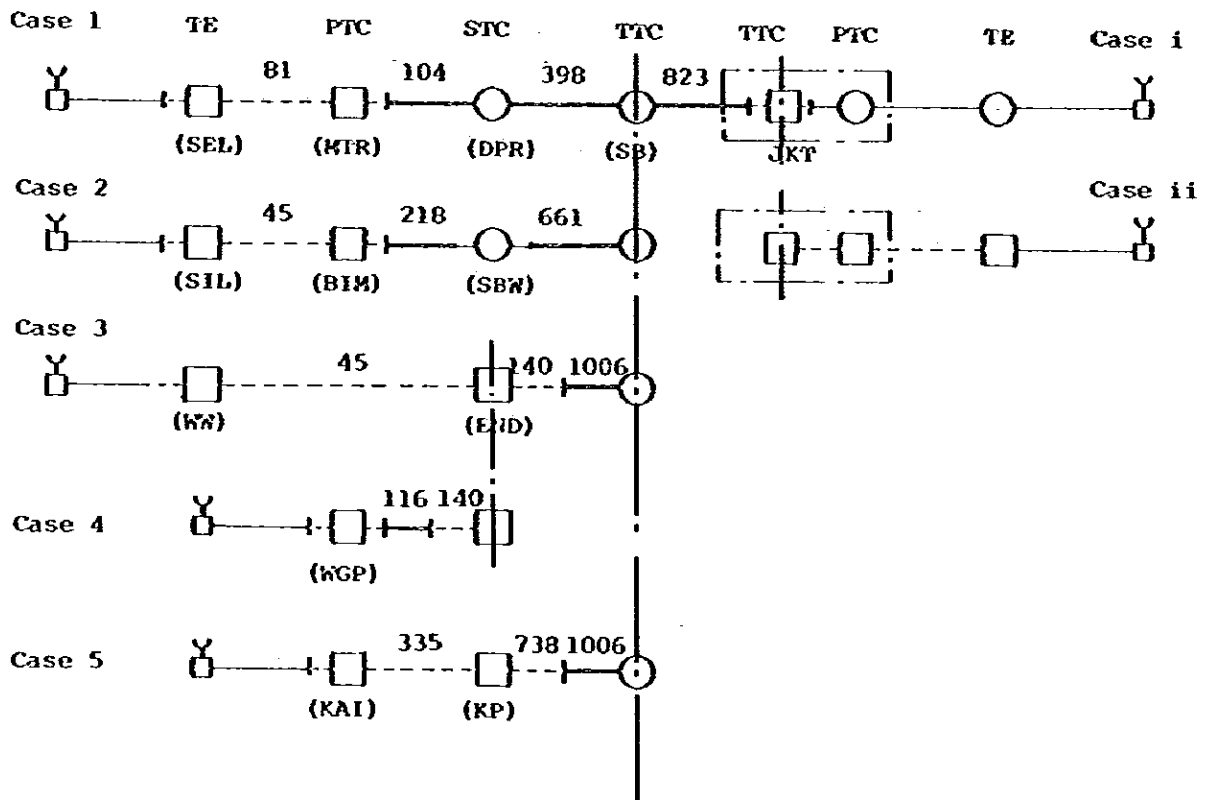 Case 1 TE PTC STC TTC TTC PTC TE Case i
81 104 398 823
(SEL) (MTR) (DPR) (SB) JKT
Case 2 Case ii
45 218 661
(SIL) (BIM) (SBW)
Case 3
45 140 1006
(WW) (END)
Case 4
116 140
(WGP)
Case 5
335 738 1006
(KAI) (KP)